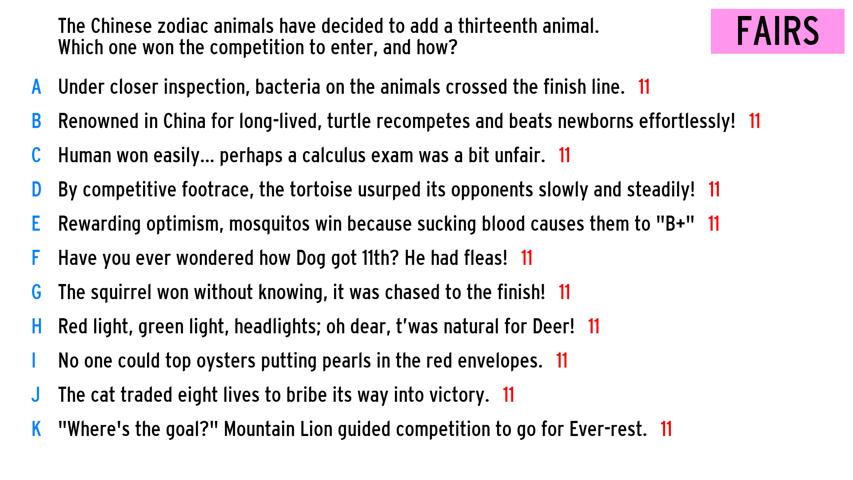 The Chinese zodiac animals have decided to add a thirteenth animal.
Which one won the competition to enter, and how?
FAIRS
A Under closer inspection, bacteria on the animals crossed the finish line. 11
B Renowned in China for long-lived, turtle recompetes and beats newborns effortlessly! 11
C Human won easily... perhaps a calculus exam was a bit unfair. 11
D By competitive footrace, the tortoise usurped its opponents slowly and steadily! 11
E Rewarding optimism, mosquitos win because sucking blood causes them to "B+" 11
F Have you ever wondered how Dog got 11th? He had fleas! 11
G The squirrel won without knowing, it was chased to the finish! 11
H Red light, green light, headlights; oh dear, t'was natural for Deer! 11
I No one could top oysters putting pearls in the red envelopes. 11
J The cat traded eight lives to bribe its way into victory. 11
K "Where's the goal?" Mountain Lion guided competition to go for Ever-rest. 11